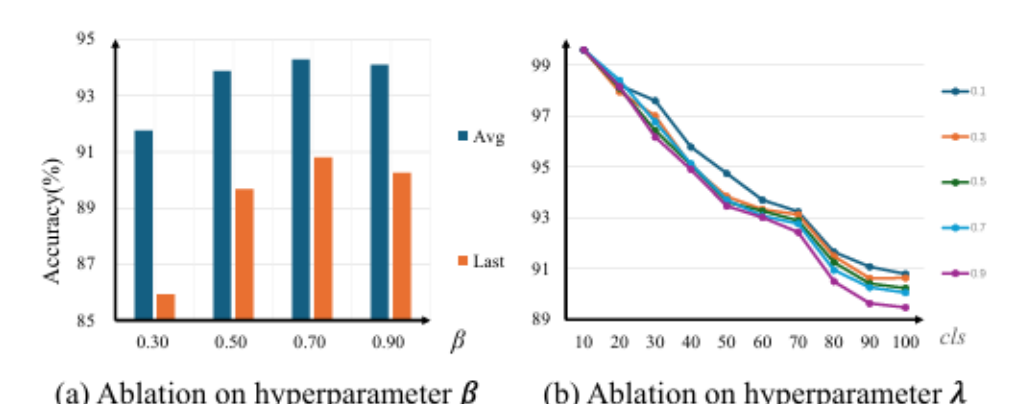 95
93
91
89
87
85
Accuracy(%)
0.30 0.50 0.70 0.90 β
Avg
Last
(a) Ablation on hyperparameter β
99
97
95
93
91
89
10 20 30 40 50 60 70 80 90 100 cls
0.1
0.3
0.5
0.7
0.9
(b) Ablation on hyperparameter λ